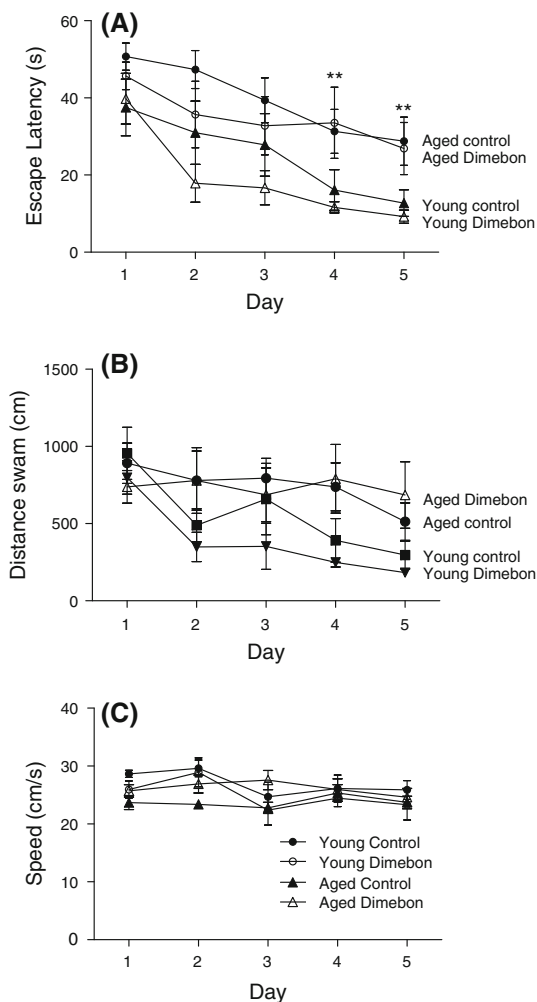 (A)
Escape Latency (s)
60
40
20
0
**
**
Aged control
Aged Dimebon
Young control
Young Dimebon
1 2 3 4 5
Day
(B)
Distance swam (cm)
1500
1000
500
0
Aged Dimebon
Aged control
Young control
Young Dimebon
1 2 3 4 5
Day
(C)
Speed (cm/s)
40
30
20
10
0
Young Control
Young Dimebon
Aged Control
Aged Dimebon
1 2 3 4 5
Day